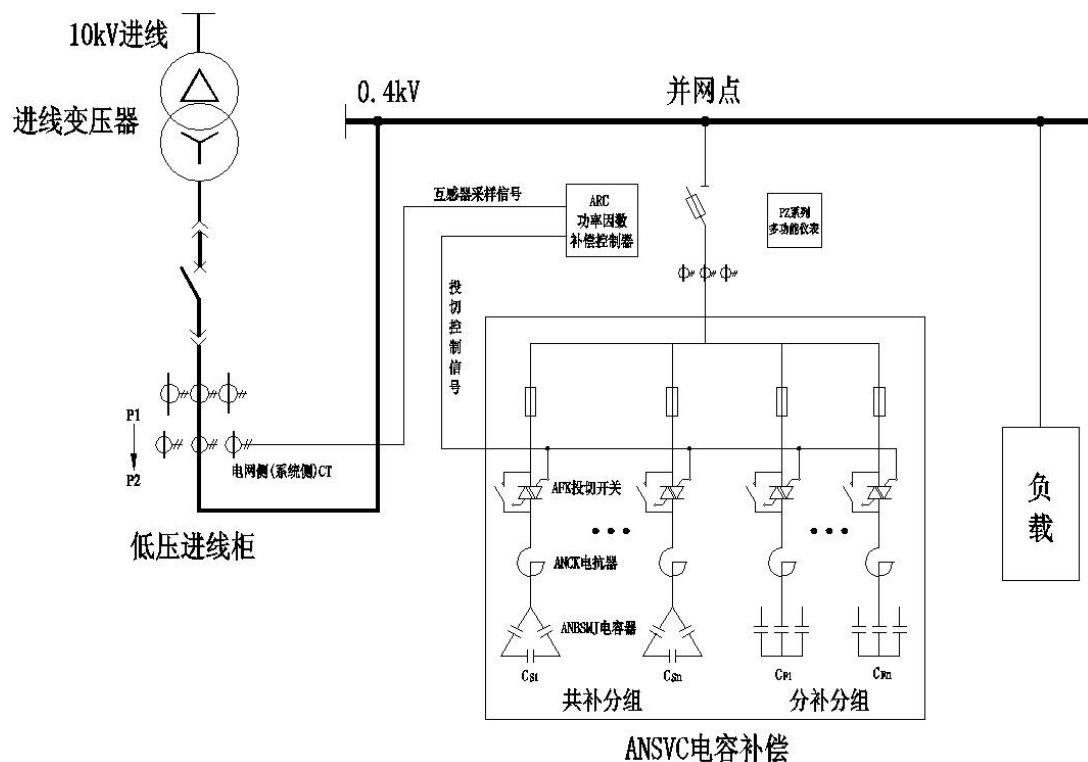 10kV进线
进线变压器
0.4kV
并网点
互感器采样信号
ARC
功率因数
补偿控制器
PZ系列
多功能仪表
投切控制信号
P1
P2
电网侧(系统侧)CT
低压进线柜
AFK投切开关
ANCK电抗器
ANBSMJ电容器
CS1
CSn
CF1
CFn
共补分组
分补分组
负载
ANSVC电容补偿